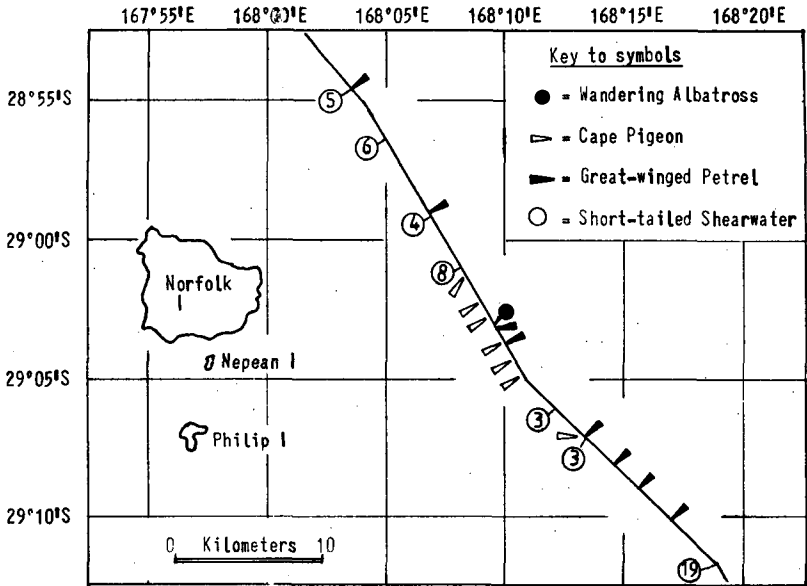 167°55'E 168°00'E 168°05'E 168°10'E 168°15'E 168°20'E
Key to symbols
= Wandering Albatross
= Cape Pigeon
= Great-winged Petrel
= Short-tailed Shearwater
28°55'S
29°00'S
29°05'S
29°10'S
5
6
4
8
3
3
19
Norfolk
I
Nepean I
Philip I
0 Kilometers 10